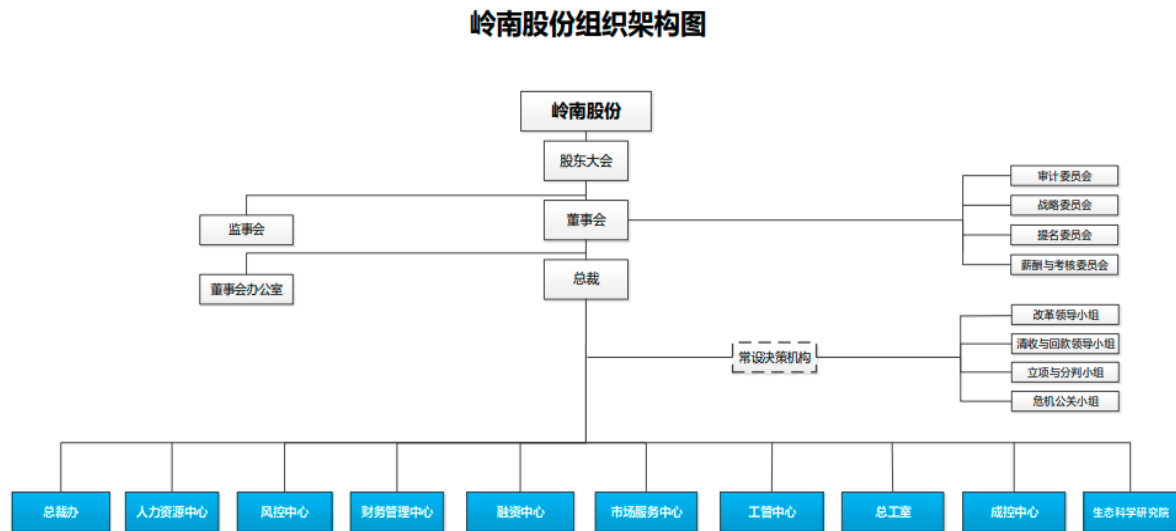 岭南股份组织架构图
岭南股份
股东大会
审计委员会
战略委员会
监事会
董事会
提名委员会
薪酬与考核委员会
董事会办公室
总裁
改革领导小组
清收与回款领导小组
常设决策机构
立项与分判小组
危机公关小组
总裁办
人力资源中心
风控中心
财务管理中心
融资中心
市场服务中心
工管中心
总工室
成控中心
生态科学研究院